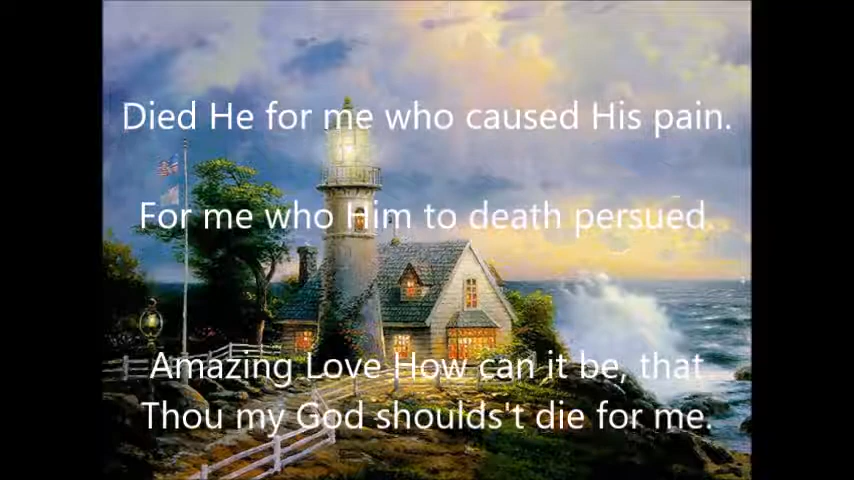 Died He for me who caused His pain.
For me who Him to death persued.
Amazing Love How can it be, that
Thou my God shoulds't die for me.